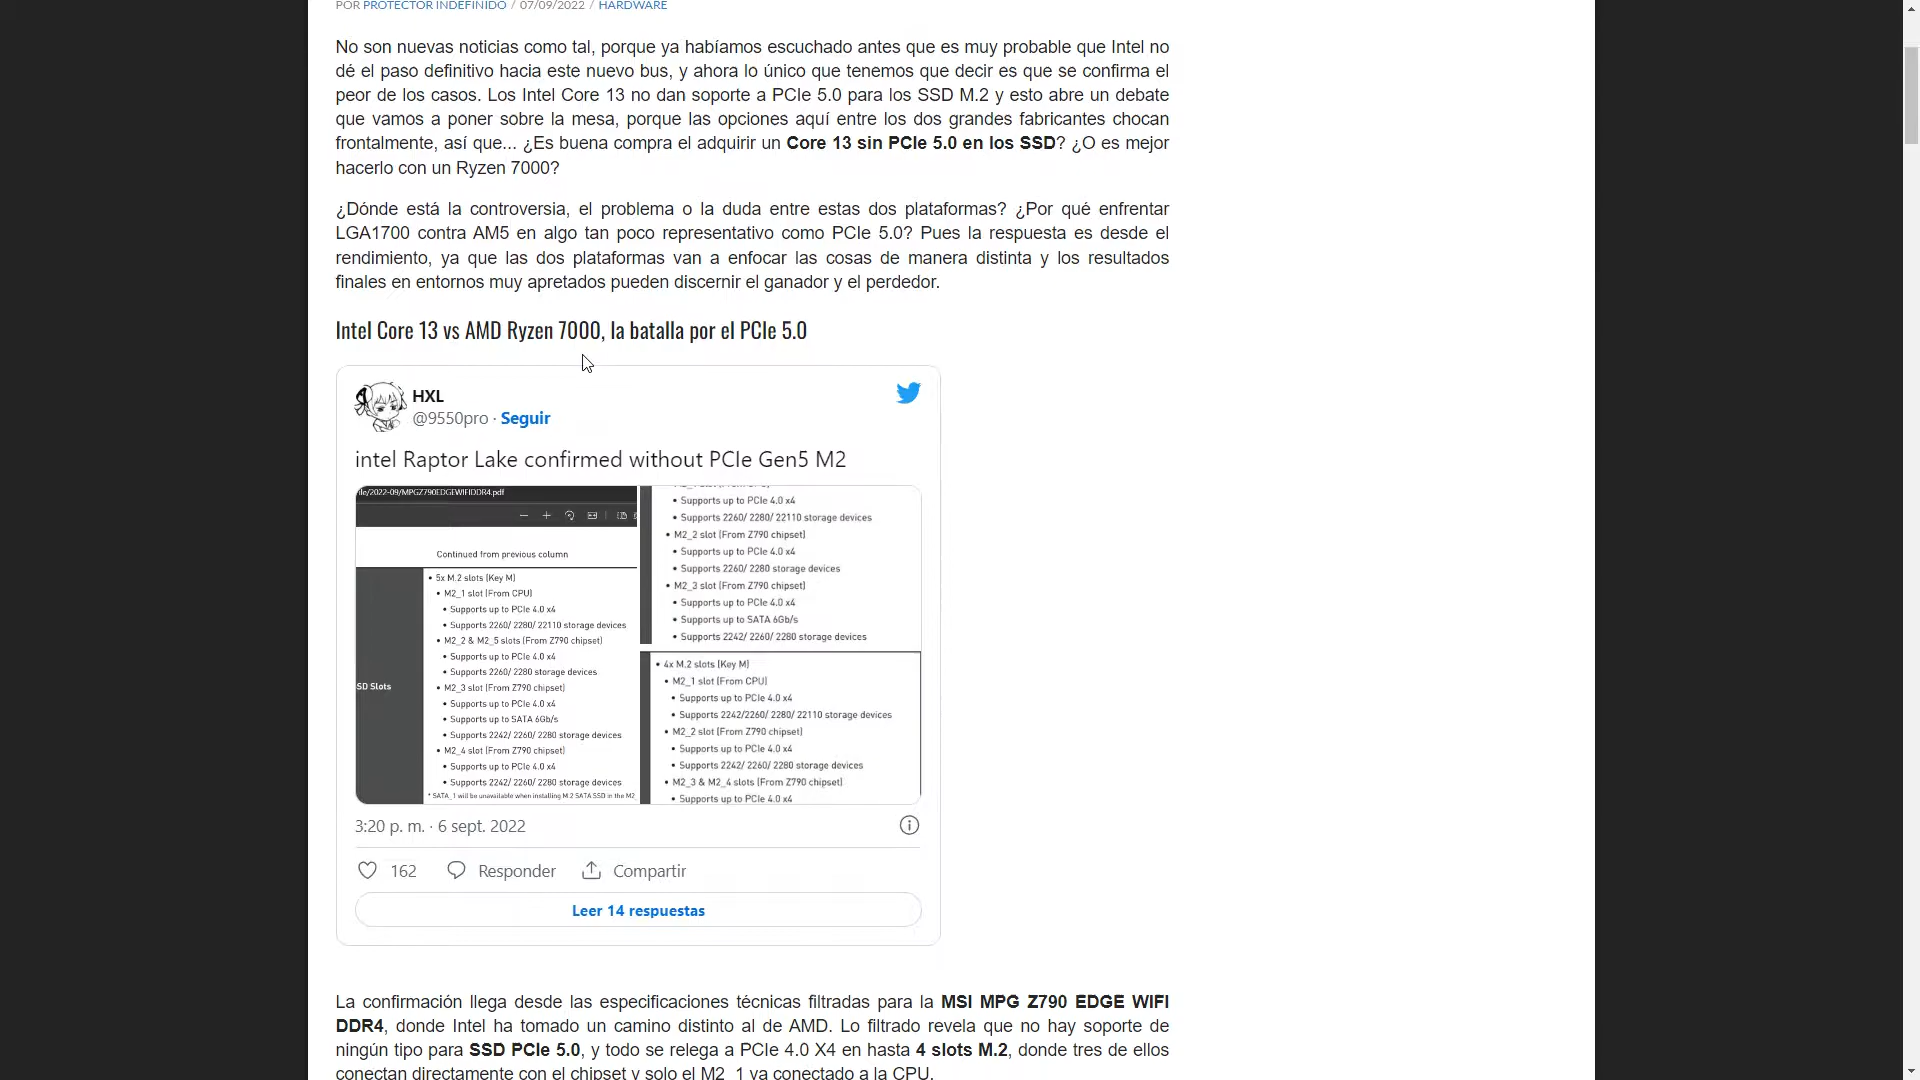 POR PROTECTOR INDEFINIDO / 07/09/2022 / HARDWARE
No son nuevas noticias como tal, porque ya habíamos escuchado antes que es muy probable que Intel no
dé el paso definitivo hacia este nuevo bus, y ahora lo único que tenemos que decir es que se confirma el
peor de los casos. Los Intel Core 13 no dan soporte a PCIe 5.0 para los SSD M.2 y esto abre un debate
que vamos a poner sobre la mesa, porque las opciones aquí entre los dos grandes fabricantes chocan
frontalmente, así que... ¿Es buena compra el adquirir un Core 13 sin PCIe 5.0 en los SSD? ¿O es mejor
hacerlo con un Ryzen 7000?
¿Dónde está la controversia, el problema o la duda entre estas dos plataformas? ¿Por qué enfrentar
LGA1700 contra AM5 en algo tan poco representativo como PCIe 5.0? Pues la respuesta es desde el
rendimiento, ya que las dos plataformas van a enfocar las cosas de manera distinta y los resultados
finales en entornos muy apretados pueden discernir el ganador y el perdedor.
Intel Core 13 vs AMD Ryzen 7000, la batalla por el PCIe 5.0
HXL
@9550pro · Seguir
intel Raptor Lake confirmed without PCIe Gen5 M2
ile/2022-09/MPGZ790EDGEWIFIDDR4.pdf
Continued from previous column
SD Slots
• 5x M.2 slots (Key M)
• M2_1 slot (From CPU)
• Supports up to PCIe 4.0 x4
• Supports 2260/ 2280/ 22110 storage devices
• M2_2 & M2_5 slots (From Z790 chipset)
• Supports up to PCIe 4.0 x4
• Supports 2260/ 2280 storage devices
• M2_3 slot (From Z790 chipset)
• Supports up to PCIe 4.0 x4
• Supports up to SATA 6Gb/s
• Supports 2242/ 2260/ 2280 storage devices
• M2_4 slot (From Z790 chipset)
• Supports up to PCIe 4.0 x4
• Supports 2242/ 2260/ 2280 storage devices
* SATA_1 will be unavailable when installing M.2 SATA SSD in the M2_
• Supports up to PCIe 4.0 x4
• Supports 2260/ 2280/ 22110 storage devices
• M2_2 slot (From Z790 chipset)
• Supports up to PCIe 4.0 x4
• Supports 2260/ 2280 storage devices
• M2_3 slot (From Z790 chipset)
• Supports up to PCIe 4.0 x4
• Supports up to SATA 6Gb/s
• Supports 2242/ 2260/ 2280 storage devices
• 4x M.2 slots (Key M)
• M2_1 slot (From CPU)
• Supports up to PCIe 4.0 x4
• Supports 2242/2260/ 2280/ 22110 storage devices
• M2_2 slot (From Z790 chipset)
• Supports up to PCIe 4.0 x4
• Supports 2242/ 2260/ 2280 storage devices
• M2_3 & M2_4 slots (From Z790 chipset)
• Supports up to PCIe 4.0 x4
3:20 p. m. · 6 sept. 2022
162 Responder Compartir
Leer 14 respuestas
La confirmación llega desde las especificaciones técnicas filtradas para la MSI MPG Z790 EDGE WIFI
DDR4, donde Intel ha tomado un camino distinto al de AMD. Lo filtrado revela que no hay soporte de
ningún tipo para SSD PCIe 5.0, y todo se relega a PCIe 4.0 X4 en hasta 4 slots M.2, donde tres de ellos
conectan directamente con el chipset y solo el M2_1 va conectado a la CPU.